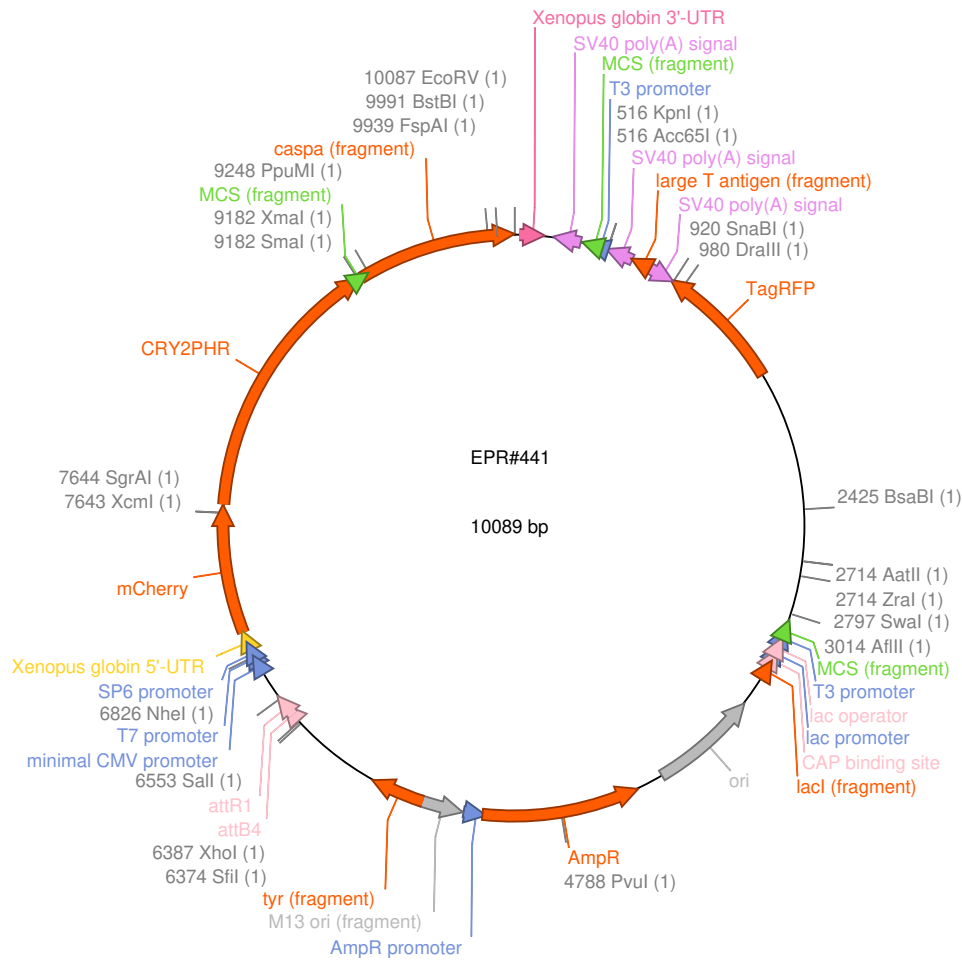 Xenopus globin 3'-UTR
SV40 poly(A) signal
MCS (fragment)
T3 promoter
516 KpnI (1)
516 Acc65I (1)
SV40 poly(A) signal
large T antigen (fragment)
SV40 poly(A) signal
920 SnaBI (1)
980 DraIII (1)
TagRFP
2425 BsaBI (1)
2714 AatII (1)
2714 ZraI (1)
2797 SwaI (1)
3014 AflII (1)
MCS (fragment)
T3 promoter
lac operator
lac promoter
CAP binding site
lacI (fragment)
ori
AmpR
4788 PvuI (1)
AmpR promoter
M13 ori (fragment)
tyr (fragment)
6374 SfiI (1)
6387 XhoI (1)
attB4
attR1
6553 SalI (1)
minimal CMV promoter
T7 promoter
6826 NheI (1)
SP6 promoter
Xenopus globin 5'-UTR
mCherry
7643 XcmI (1)
7644 SgrAI (1)
CRY2PHR
9182 SmaI (1)
9182 XmaI (1)
MCS (fragment)
9248 PpuMI (1)
caspa (fragment)
9939 FspAI (1)
9991 BstBI (1)
10087 EcoRV (1)
EPR#441
10089 bp